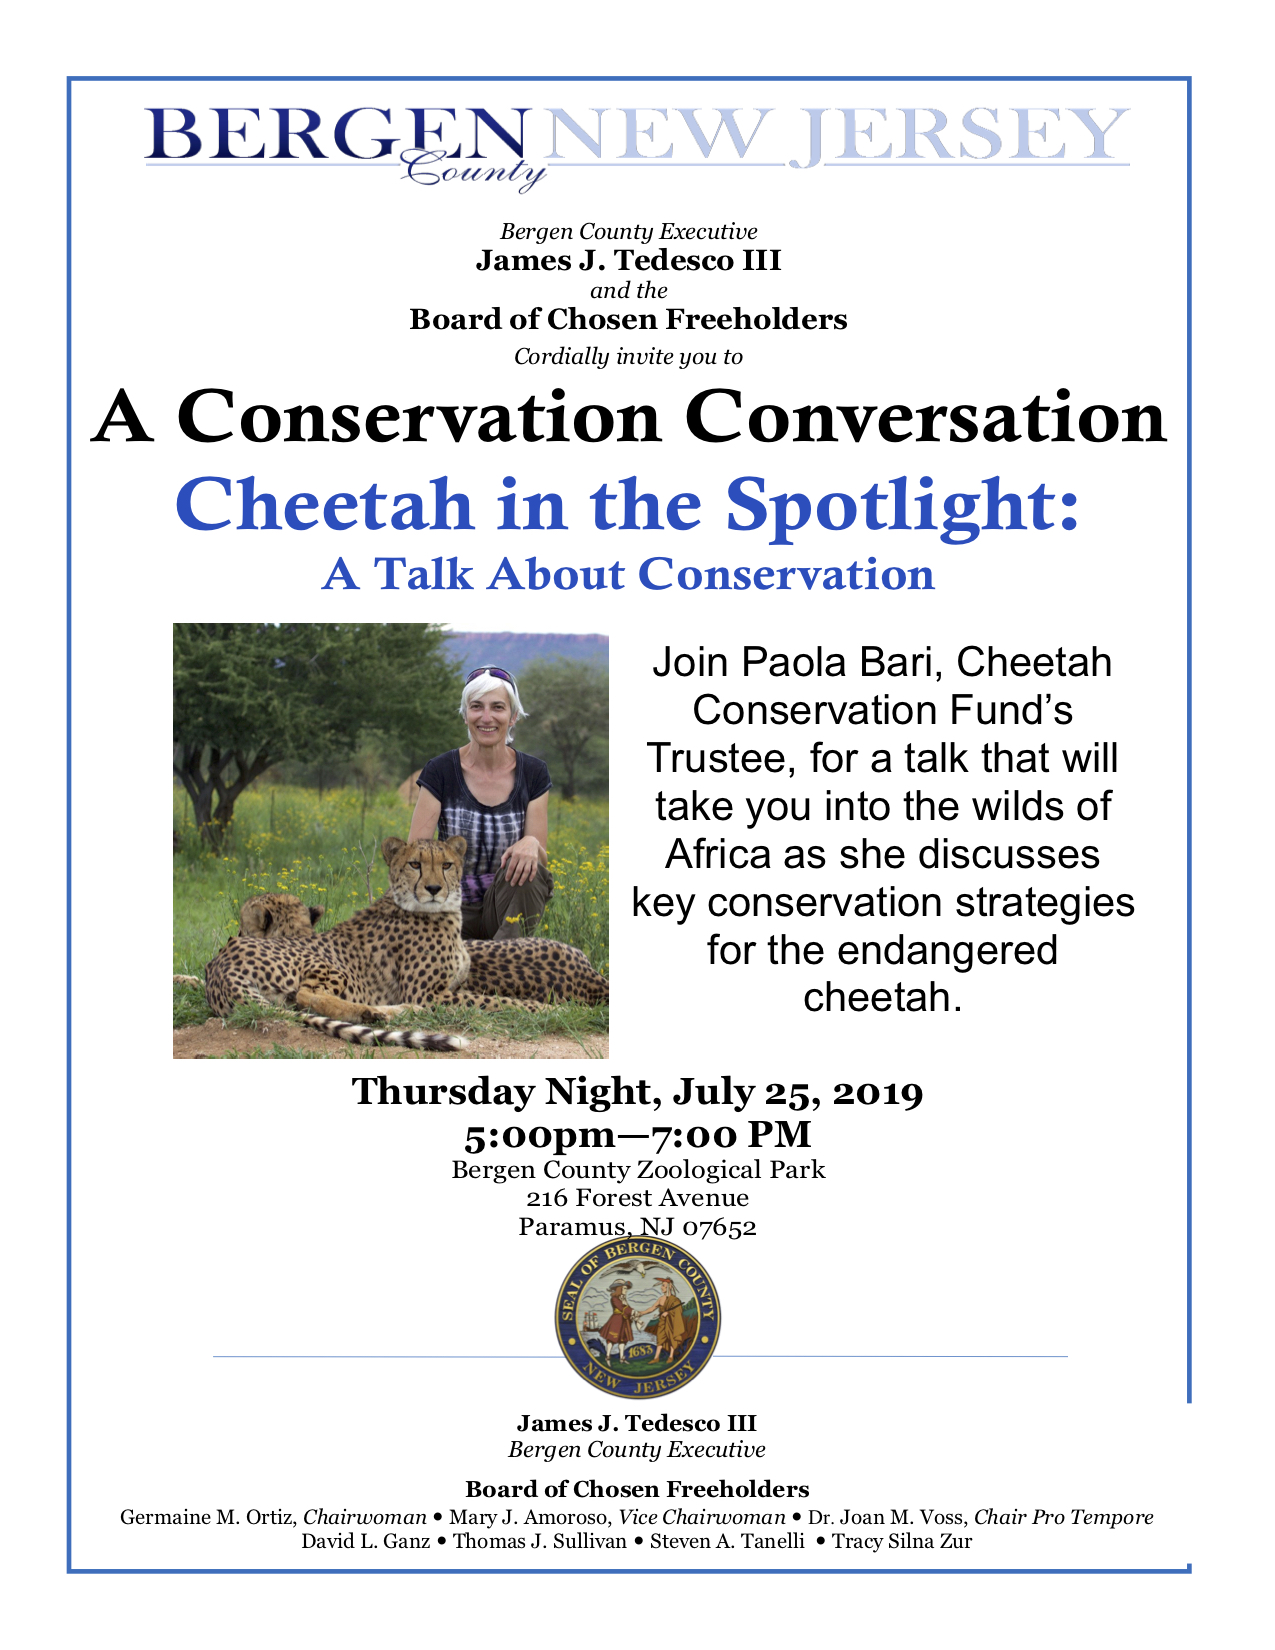 BERGEN NEW JERSEY
County
Bergen County Executive
James J. Tedesco III
and the
Board of Chosen Freeholders
Cordially invite you to
A Conservation Conversation
Cheetah in the Spotlight:
A Talk About Conservation
Join Paola Bari, Cheetah
Conservation Fund’s
Trustee, for a talk that will
take you into the wilds of
Africa as she discusses
key conservation strategies
for the endangered
cheetah.
Thursday Night, July 25, 2019
5:00pm—7:00 PM
Bergen County Zoological Park
216 Forest Avenue
Paramus, NJ 07652
SEAL OF BERGEN COUNTY
1683
NEW JERSEY
James J. Tedesco III
Bergen County Executive
Board of Chosen Freeholders
Germaine M. Ortiz, Chairwoman • Mary J. Amoroso, Vice Chairwoman • Dr. Joan M. Voss, Chair Pro Tempore
David L. Ganz • Thomas J. Sullivan • Steven A. Tanelli • Tracy Silna Zur